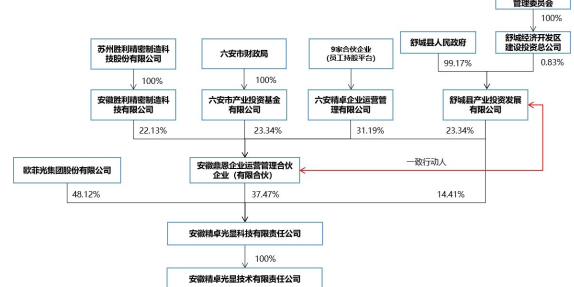 管理委员会
100%
苏州胜利精密制造科
技股份有限公司
六安市财政局
9家合伙企业
(员工持股平台)
舒城县人民政府
舒城经济开发区
建设投资总公司
100%
100%
99.17%
0.83%
安徽胜利精密制造科
技有限公司
六安市产业投资基金
有限公司
六安精卓企业运营管
理有限公司
舒城县产业投资发展
有限公司
22.13%
23.34%
31.19%
23.34%
欧菲光集团股份有限公司
安徽鼎恩企业运营管理合伙
企业（有限合伙）
一致行动人
48.12%
37.47%
14.41%
安徽精卓光显科技有限责任公司
100%
安徽精卓光显技术有限责任公司